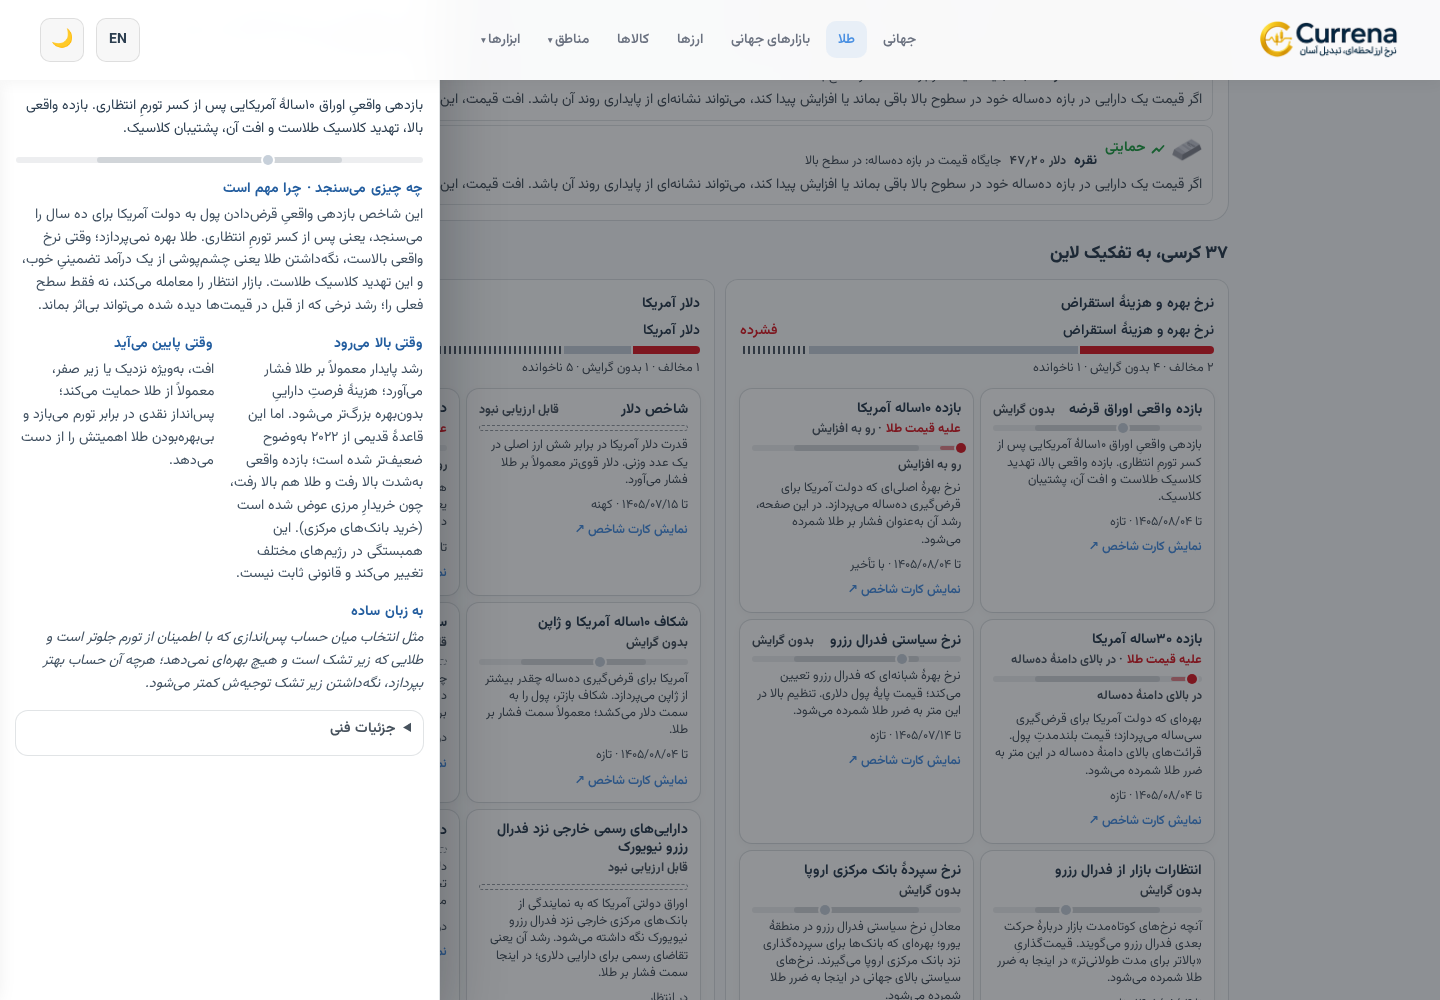 Currena
نرخ ارز لحظه‌ای، تبدیل آسان
جهانی
طلا
بازارهای جهانی
ارزها
کالاها
مناطق ▾
ابزارها ▾
EN
اگر قیمت یک دارایی در بازه ده‌ساله خود در سطوح بالا باقی بماند یا افزایش پیدا کند، می‌تواند نشانه‌ای از پایداری روند آن باشد. افت قیمت، این
حمایتی
نقره دلار ۴۷٫۲۰ جایگاه قیمت در بازه ده‌ساله: در سطح بالا
اگر قیمت یک دارایی در بازه ده‌ساله خود در سطوح بالا باقی بماند یا افزایش پیدا کند، می‌تواند نشانه‌ای از پایداری روند آن باشد. افت قیمت، این
۳۷ کرسی، به تفکیک لاین
نرخ بهره و هزینهٔ استقراض
نرخ بهره و هزینهٔ استقراض
فشرده
۲ مخالف · ۴ بدون گرایش · ۱ ناخوانده
بازده واقعی اوراق قرضه
بدون گرایش
بازدهی واقعیِ اوراق ۱۰سالهٔ آمریکایی پس از
کسر تورمِ انتظاری. بازده واقعی بالا، تهدید
کلاسیک طلاست و افت آن، پشتیبان
کلاسیک.
تا ۱۴۰۵/۰۸/۰۴ · تازه
نمایش کارت شاخص ↗
بازده ۱۰ساله آمریکا
علیه قیمت طلا · رو به افزایش
رو به افزایش
نرخ بهرهٔ اصلی‌ای که دولت آمریکا برای
قرض‌گیری ده‌ساله می‌پردازد. در این صفحه،
رشد آن به‌عنوان فشار بر طلا شمرده
می‌شود.
تا ۱۴۰۵/۰۸/۰۴ · با تأخیر
نمایش کارت شاخص ↗
بازده ۳۰ساله آمریکا
علیه قیمت طلا · در بالای دامنهٔ ده‌ساله
در بالای دامنهٔ ده‌ساله
بهره‌ای که دولت آمریکا برای قرض‌گیری
سی‌ساله می‌پردازد؛ قیمت بلندمدتِ پول.
قرائت‌های بالای دامنهٔ ده‌ساله در این متر به
ضرر طلا شمرده می‌شود.
تا ۱۴۰۵/۰۸/۰۴ · تازه
نمایش کارت شاخص ↗
نرخ سیاستی فدرال رزرو
بدون گرایش
نرخ بهرهٔ شبانه‌ای که فدرال رزرو تعیین
می‌کند؛ قیمت پایهٔ پول دلاری. تنظیم بالا در
این متر به ضرر طلا شمرده می‌شود.
تا ۱۴۰۵/۰۷/۱۴ · تازه
نمایش کارت شاخص ↗
انتظارات بازار از فدرال رزرو
بدون گرایش
آنچه نرخ‌های کوتاه‌مدت بازار دربارهٔ حرکت
بعدی فدرال رزرو می‌گویند. قیمت‌گذاریِ
«بالاتر برای مدت طولانی‌تر» در اینجا به ضرر
طلا شمرده می‌شود.
نرخ سپردهٔ بانک مرکزی اروپا
بدون گرایش
معادلِ نرخ سیاستی فدرال رزرو در منطقهٔ
یورو؛ بهره‌ای که بانک‌ها برای سپرده‌گذاری
نزد بانک مرکزی اروپا می‌گیرند. نرخ‌های
سیاستی بالای جهانی در اینجا به ضرر طلا
شمرده می‌شود.
دلار آمریکا
دلار آمریکا
۱ مخالف · ۱ بدون گرایش · ۵ ناخوانده
شاخص دلار
قابل ارزیابی نبود
قدرت دلار آمریکا در برابر شش ارز اصلی در
یک عدد وزنی. دلار قوی‌تر معمولاً بر طلا
فشار می‌آورد.
تا ۱۴۰۵/۰۷/۱۵ · کهنه
نمایش کارت شاخص ↗
شکاف ۱۰ساله آمریکا و ژاپن
بدون گرایش
آمریکا برای قرض‌گیری ده‌ساله چقدر بیشتر
از ژاپن می‌پردازد. شکاف بازتر، پول را به
سمت دلار می‌کشد؛ معمولاً سمت فشار بر
طلا.
تا ۱۴۰۵/۰۸/۰۴ · تازه
نمایش کارت شاخص ↗
دارایی‌های رسمی خارجی نزد فدرال
رزرو نیویورک
قابل ارزیابی نبود
اوراق دولتی آمریکا که به نمایندگی از
بانک‌های مرکزی خارجی نزد فدرال رزرو
نیویورک نگه داشته می‌شود. رشد آن یعنی
تقاضای رسمی برای دارایی دلاری؛ در اینجا
سمت فشار بر طلا.
بازدهی واقعیِ اوراق ۱۰سالهٔ آمریکایی پس از کسر تورمِ انتظاری. بازده واقعی
بالا، تهدید کلاسیک طلاست و افت آن، پشتیبان کلاسیک.
چه چیزی می‌سنجد · چرا مهم است
این شاخص بازدهی واقعیِ قرض‌دادن پول به دولت آمریکا برای ده سال را
می‌سنجد، یعنی پس از کسر تورمِ انتظاری. طلا بهره نمی‌پردازد؛ وقتی نرخ
واقعی بالاست، نگه‌داشتن طلا یعنی چشم‌پوشی از یک درآمد تضمینیِ خوب،
و این تهدید کلاسیک طلاست. بازار انتظار را معامله می‌کند، نه فقط سطح
فعلی را؛ رشد نرخی که از قبل در قیمت‌ها دیده شده می‌تواند بی‌اثر بماند.
وقتی بالا می‌رود
رشد پایدار معمولاً بر طلا فشار
می‌آورد؛ هزینهٔ فرصتِ داراییِ
بدون‌بهره بزرگ‌تر می‌شود. اما این
قاعدهٔ قدیمی از ۲۰۲۲ به‌وضوح
ضعیف‌تر شده است؛ بازده واقعی
به‌شدت بالا رفت و طلا هم بالا رفت،
چون خریدارِ مرزی عوض شده است
(خرید بانک‌های مرکزی). این
همبستگی در رژیم‌های مختلف
تغییر می‌کند و قانونی ثابت نیست.
وقتی پایین می‌آید
افت، به‌ویژه نزدیک یا زیر صفر،
معمولاً از طلا حمایت می‌کند؛
پس‌انداز نقدی در برابر تورم می‌بازد و
بی‌بهره‌بودن طلا اهمیتش را از دست
می‌دهد.
به زبان ساده
مثل انتخاب میان حساب پس‌اندازی که با اطمینان از تورم جلوتر است و
طلایی که زیر تشک است و هیچ بهره‌ای نمی‌دهد؛ هرچه آن حساب بهتر
بپردازد، نگه‌داشتن زیر تشک توجیه‌ش کمتر می‌شود.
جزئیات فنی